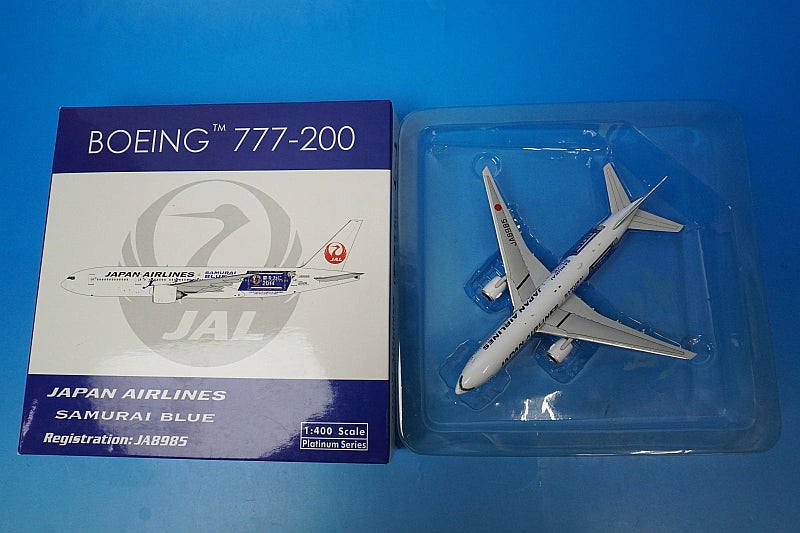 BOEING™ 777-200
JAL
JAPAN AIRLINES
SAMURAI
BLUE
2014
JAL
JAPAN AIRLINES
SAMURAI BLUE
Registration: JA8985
1:400 Scale
Platinum Series
JA8985
JAPAN AIRLINES